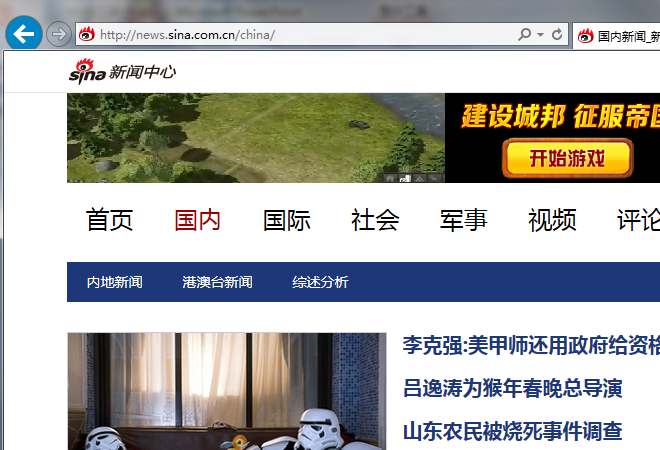 http://news.sina.com.cn/china/
国内新闻_新
sina 新闻中心
建设城邦 征服帝国
开始游戏
首页 国内 国际 社会 军事 视频 评论
内地新闻 港澳台新闻 综述分析
李克强:美甲师还用政府给资格
吕逸涛为猴年春晚总导演
山东农民被烧死事件调查